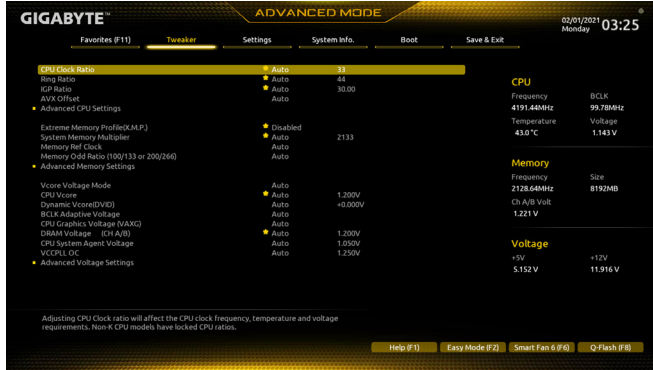 GIGABYTE™
ADVANCED MODE
02/01/2021 Monday 03:25
Favorites (F11) Tweaker Settings System Info. Boot Save & Exit
CPU Clock Ratio Auto 33
Ring Ratio Auto 44
IGP Ratio Auto 30.00
AVX Offset Auto
Advanced CPU Settings
Extreme Memory Profile(X.M.P.) Disabled
System Memory Multiplier Auto 2133
Memory Ref Clock Auto
Memory Odd Ratio (100/133 or 200/266) Auto
Advanced Memory Settings
Vcore Voltage Mode Auto
CPU Vcore Auto 1.200V
Dynamic Vcore(DVID) Auto +0.000V
BCLK Adaptive Voltage Auto
CPU Graphics Voltage (VAXG) Auto
DRAM Voltage (CH A/B) Auto 1.200V
CPU System Agent Voltage Auto 1.050V
VCCPLL OC Auto 1.250V
Advanced Voltage Settings
CPU
Frequency BCLK
4191.44MHz 99.78MHz
Temperature Voltage
43.0 °C 1.143 V
Memory
Frequency Size
2128.64MHz 8192MB
Ch A/B Volt
1.221 V
Voltage
+5V +12V
5.152 V 11.916 V
Adjusting CPU Clock ratio will affect the CPU clock frequency, temperature and voltage
requirements. Non-K CPU models have locked CPU ratios.
Help (F1) Easy Mode (F2) Smart Fan 6 (F6) Q-Flash (F8)